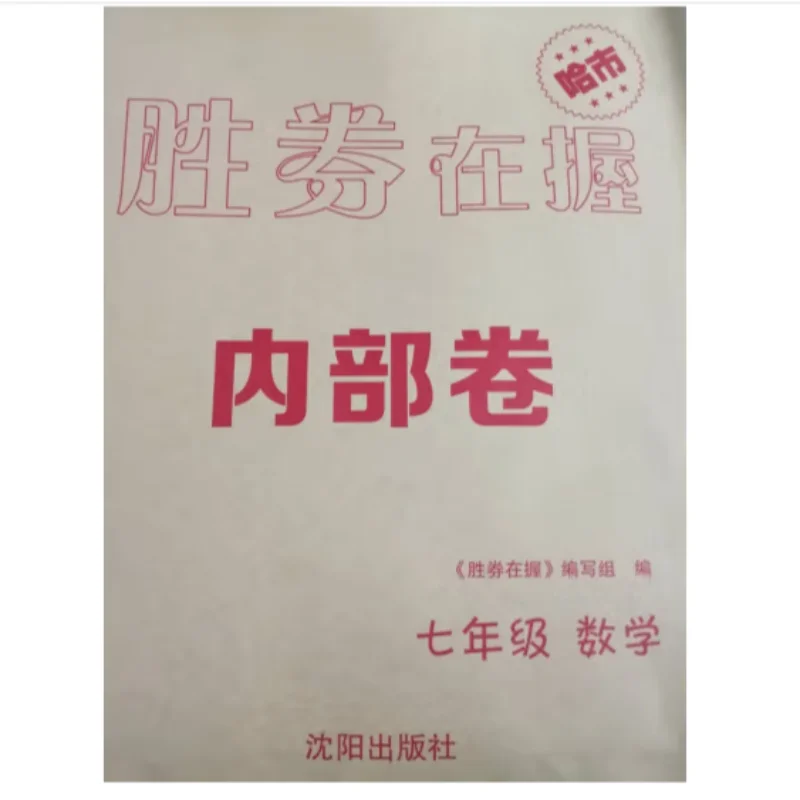 哈市
胜券在握
内部卷
《胜券在握》编写组 编
七年级 数学
沈阳出版社